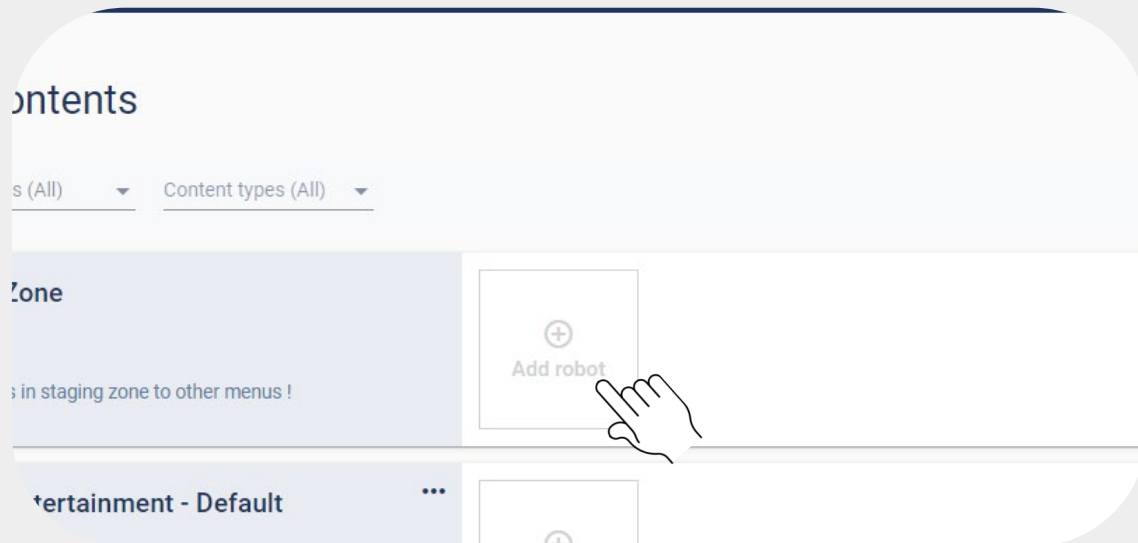 ontents
s (All)
Content types (All)
Zone
Add robot
s in staging zone to other menus !
tertainment - Default